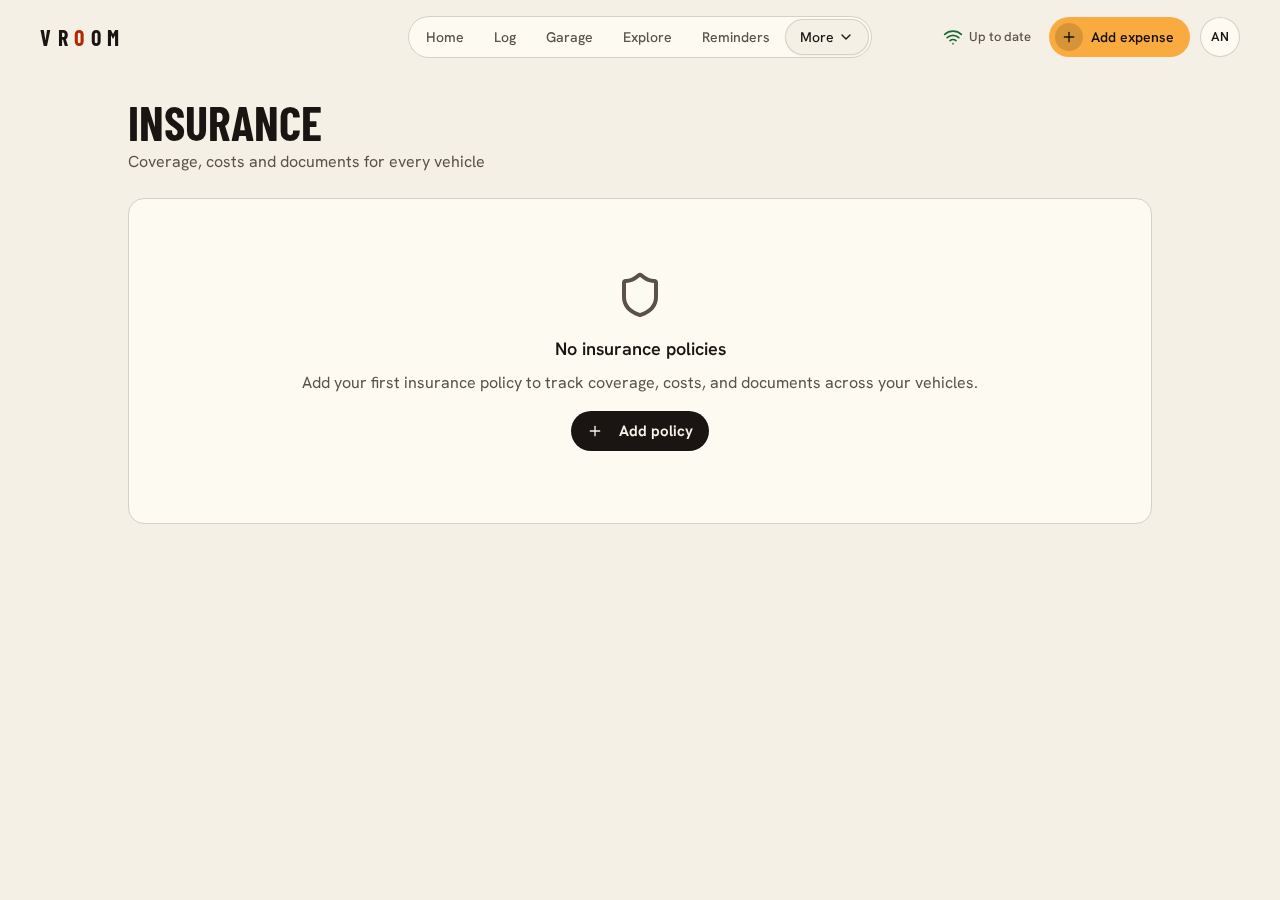 VROOM
Home
Log
Garage
Explore
Reminders
More
Up to date
Add expense
AN
INSURANCE
Coverage, costs and documents for every vehicle
No insurance policies
Add your first insurance policy to track coverage, costs, and documents across your vehicles.
Add policy